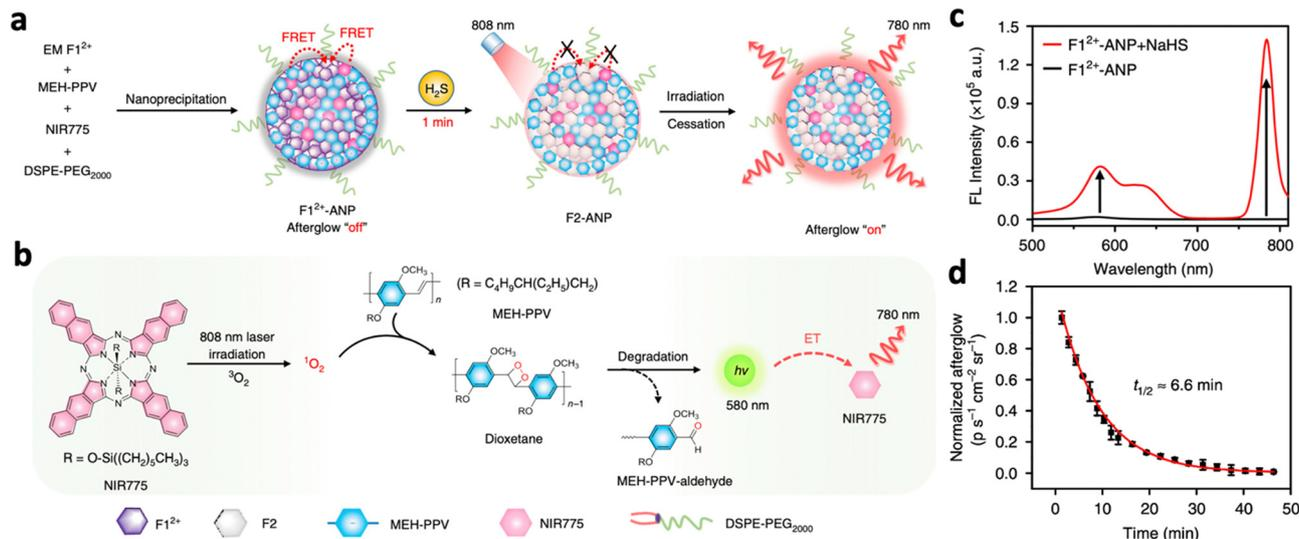 a
EM F1²⁺
+
MEH-PPV
+
NIR775
+
DSPE-PEG₂₀₀₀
Nanoprecipitation
FRET
FRET
F1²⁺-ANP
Afterglow "off"
H₂S
1 min
808 nm
X
X
F2-ANP
Irradiation
Cessation
780 nm
Afterglow "on"
b
N
N
N
N
N
N
N
N
R
Si
R
R = O-Si((CH₂)₅CH₃)₃
NIR775
808 nm laser
irradiation
³O₂
¹O₂
OCH₃
RO
n
(R = C₄H₉CH(C₂H₅)CH₂)
MEH-PPV
OCH₃
O
O
OCH₃
RO
RO
n−1
Dioxetane
Degradation
OCH₃
O
H
RO
MEH-PPV-aldehyde
hv
580 nm
ET
780 nm
NIR775
F1²⁺
F2
MEH-PPV
NIR775
DSPE-PEG₂₀₀₀
c
FL Intensity (×10⁵ a.u.)
1.5
1.2
0.9
0.6
0.3
0.0
F1²⁺-ANP+NaHS
F1²⁺-ANP
500
600
700
800
Wavelength (nm)
d
Normalized afterglow
(p s⁻¹ cm⁻² sr⁻¹)
1.2
1.0
0.8
0.6
0.4
0.2
0.0
t₁/₂ ≈ 6.6 min
0
10
20
30
40
50
Time (min)